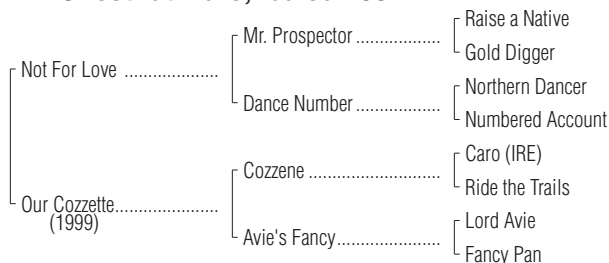 Raise a Native
Mr. Prospector ...................
Gold Digger
Not For Love .....................
Northern Dancer
Dance Number ...................
Numbered Account
Caro (IRE)
Cozzene ...........................
Ride the Trails
Our Cozzette.......................
(1999)
Lord Avie
Avie's Fancy......................
Fancy Pan